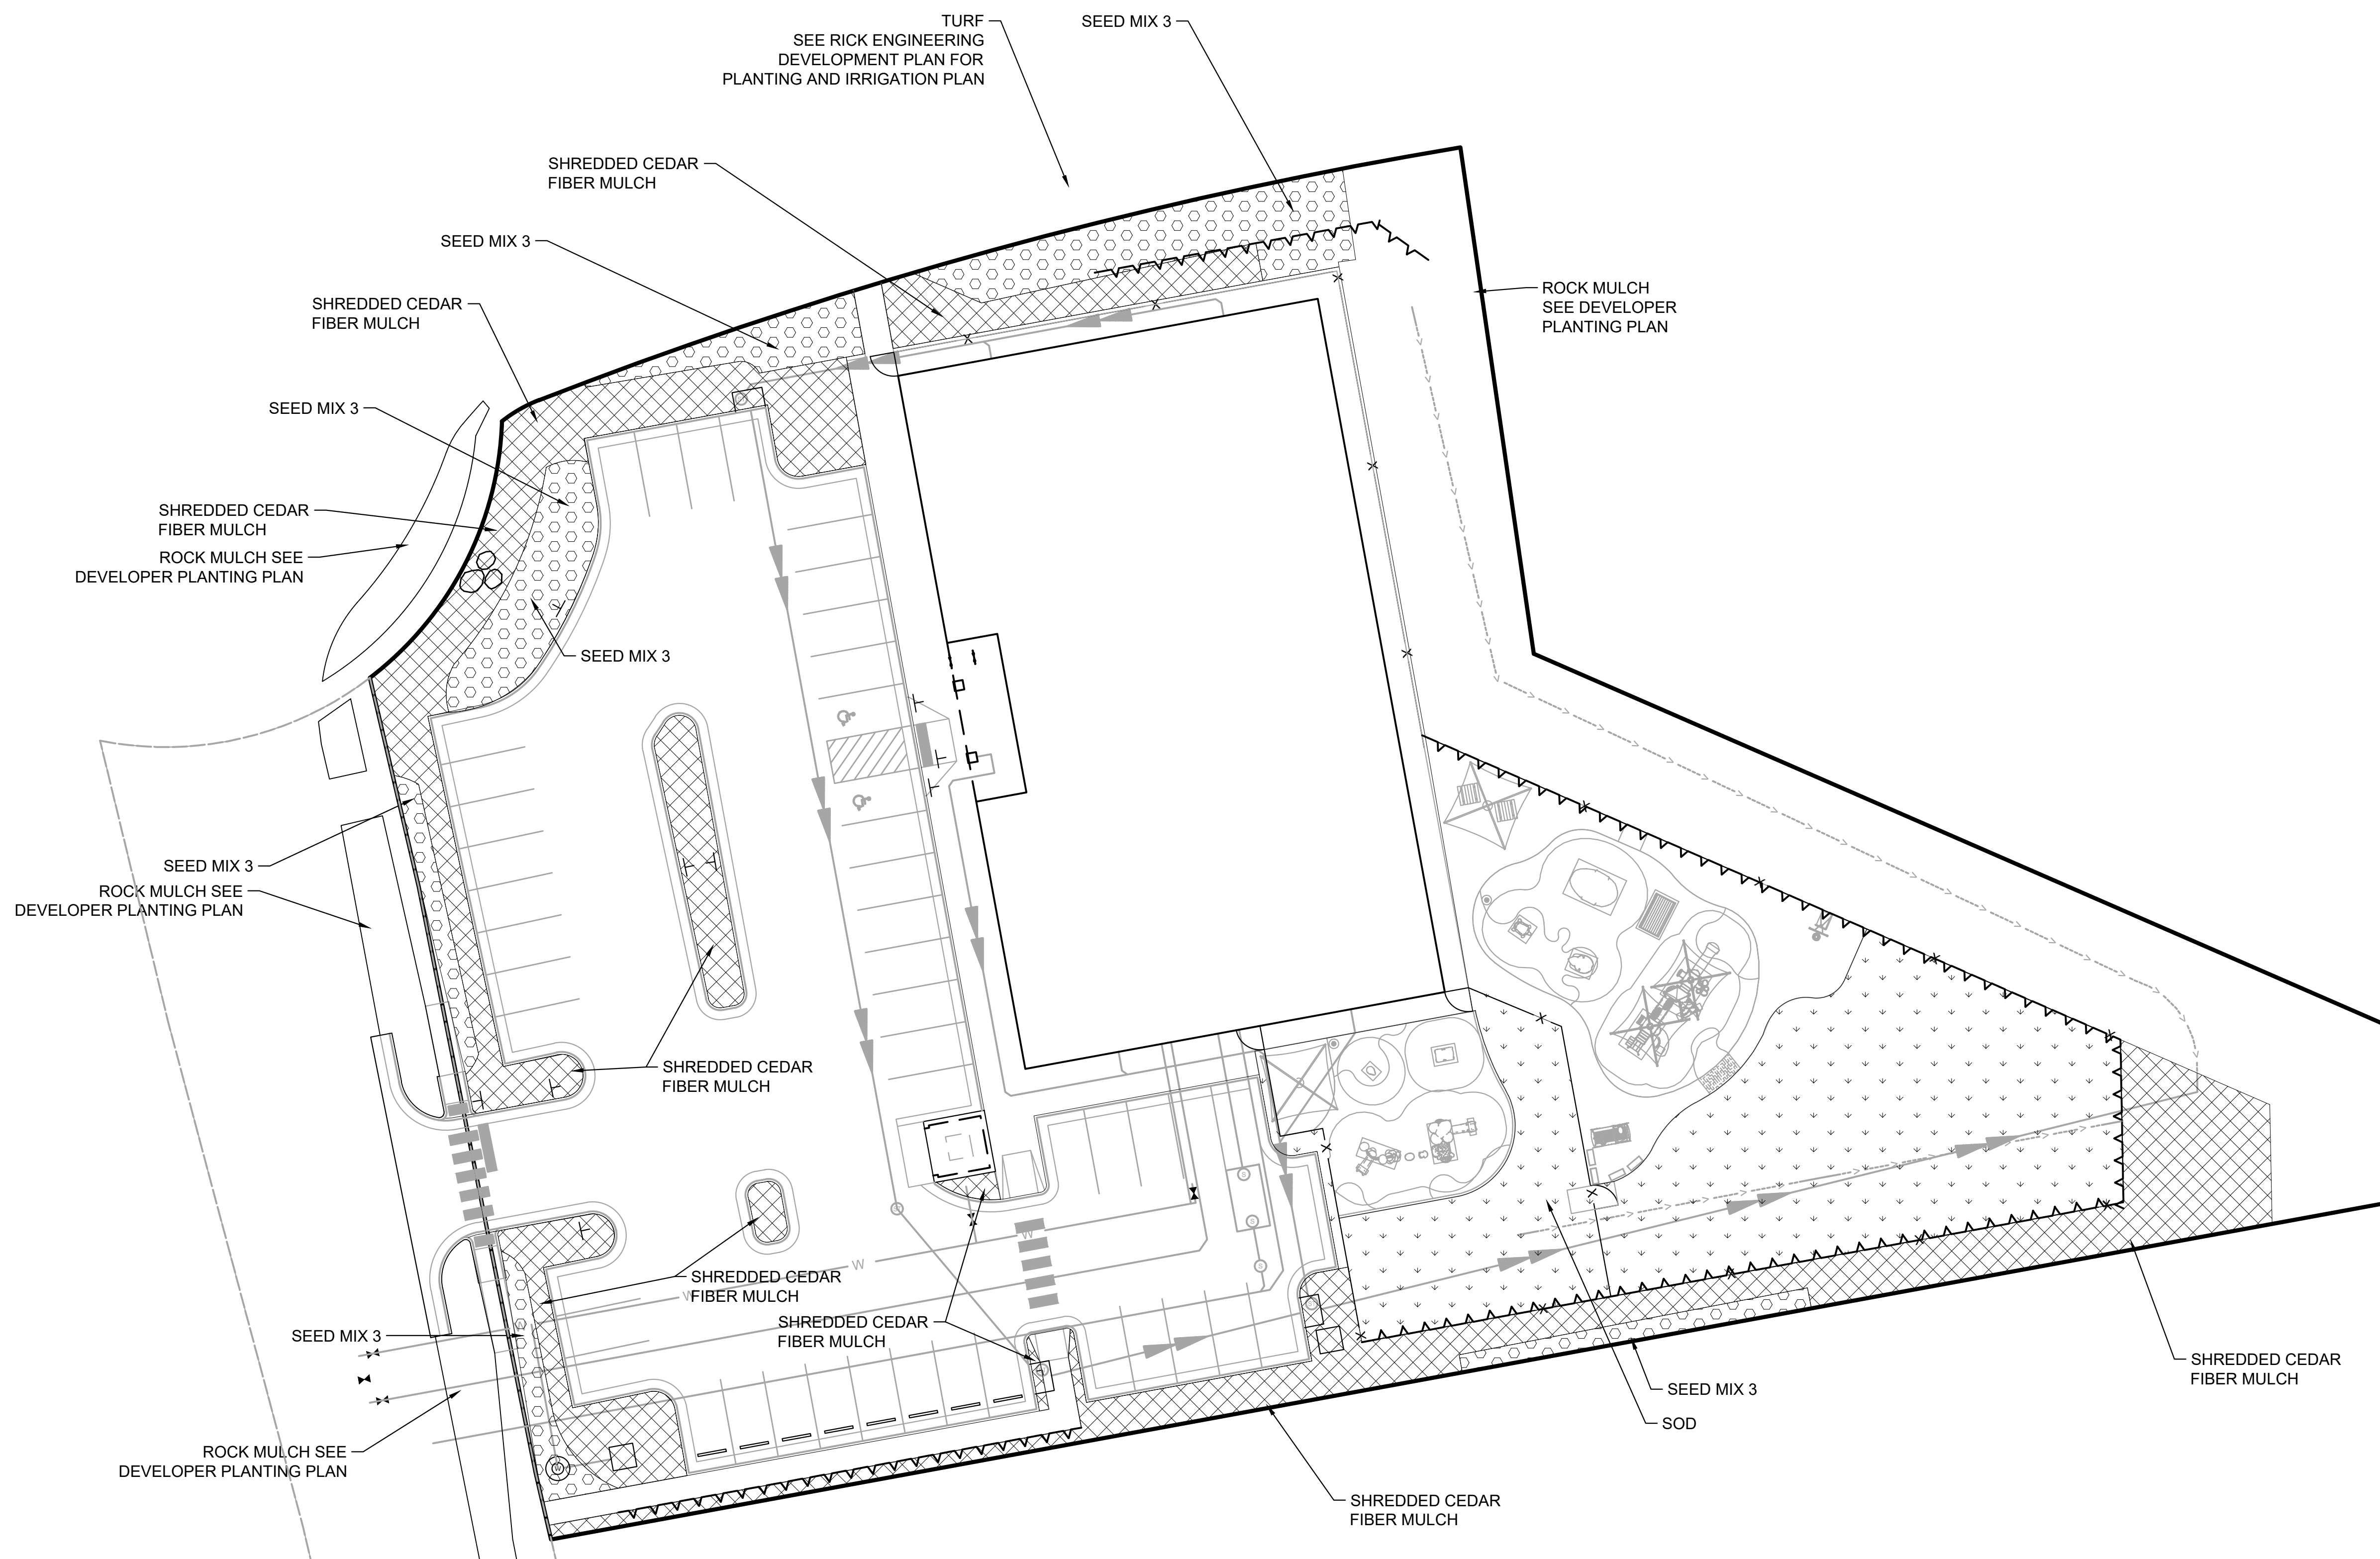 TURF
SEE RICK ENGINEERING
DEVELOPMENT PLAN FOR
PLANTING AND IRRIGATION PLAN
SEED MIX 3
SHREDDED CEDAR
FIBER MULCH
SEED MIX 3
SHREDDED CEDAR
FIBER MULCH
ROCK MULCH
SEE DEVELOPER
PLANTING PLAN
SEED MIX 3
SHREDDED CEDAR
FIBER MULCH
ROCK MULCH SEE
DEVELOPER PLANTING PLAN
SEED MIX 3
SEED MIX 3
ROCK MULCH SEE
DEVELOPER PLANTING PLAN
SHREDDED CEDAR
FIBER MULCH
S
S
S
S
W
W
W
W
SHREDDED CEDAR
FIBER MULCH
SHREDDED CEDAR
FIBER MULCH
SEED MIX 3
SHREDDED CEDAR
FIBER MULCH
SEED MIX 3
SOD
ROCK MULCH SEE
DEVELOPER PLANTING PLAN
W
SHREDDED CEDAR
FIBER MULCH